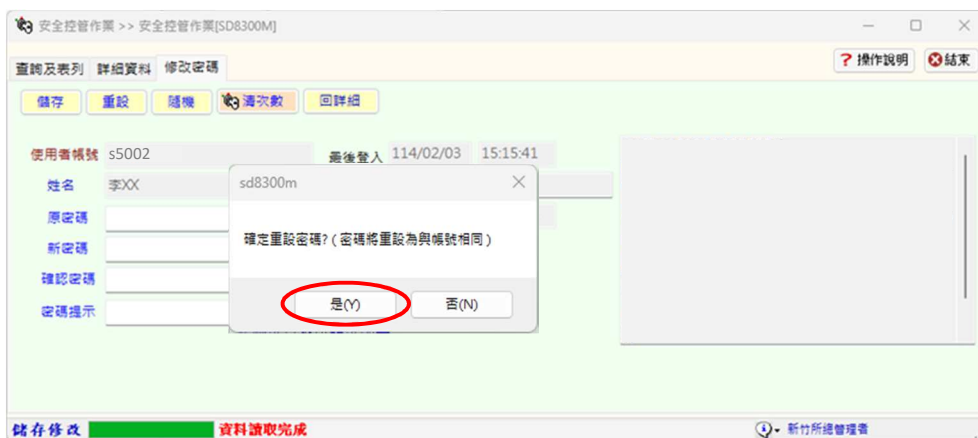 安全控管作業 >> 安全控管作業[SD8300M]
查詢及表列 詳細資料 修改密碼 ? 操作說明 結束
儲存 重設 隨機 清次數 回詳細
使用者帳號 s5002 最後登入 114/02/03 15:15:41
姓名 李XX
sd8300m
原密碼
確定重設密碼?(密碼將重設為與帳號相同)
新密碼
確認密碼
密碼提示
是(Y) 否(N)
儲存修改 資料讀取完成 新竹所總管理者